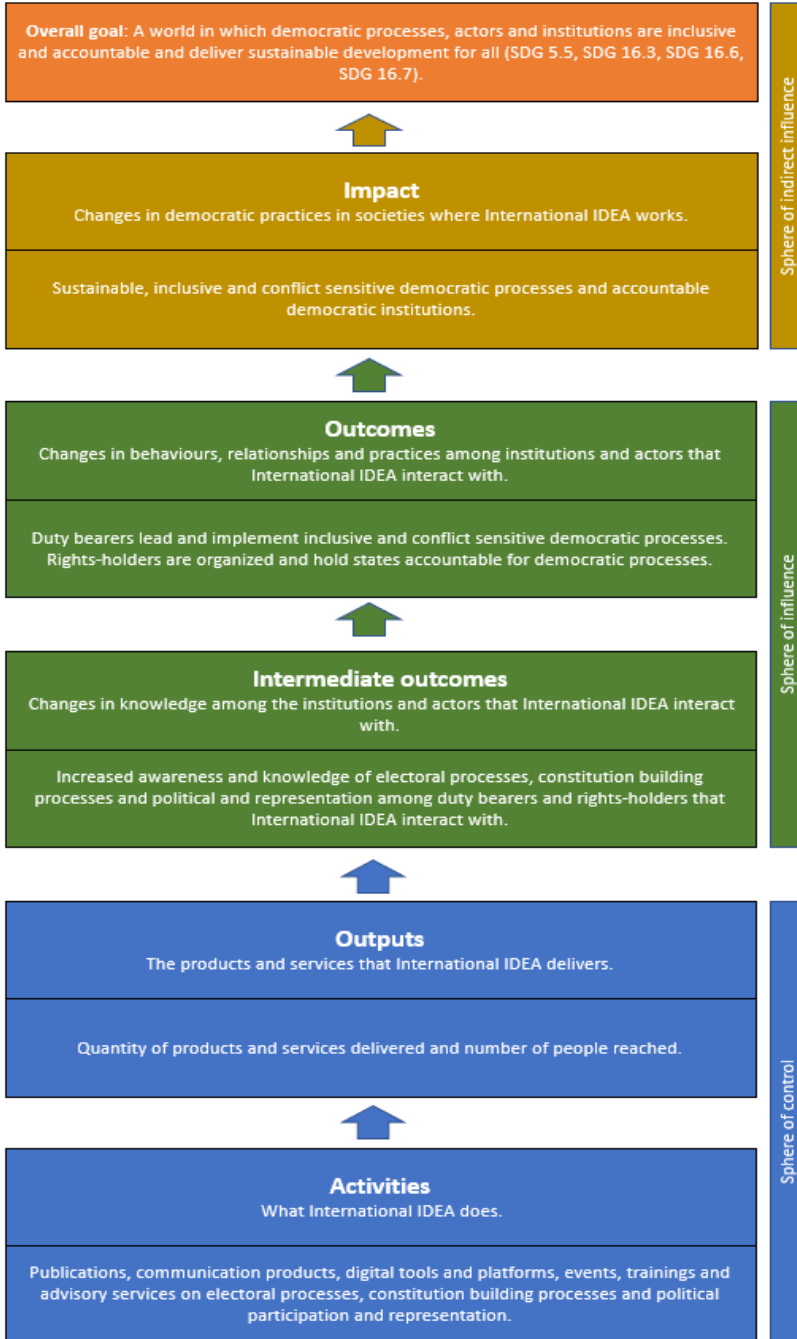 Overall goal: A world in which democratic processes, actors and institutions are inclusive
and accountable and deliver sustainable development for all (SDG 5.5, SDG 16.3, SDG 16.6,
SDG 16.7).
Impact
Changes in democratic practices in societies where International IDEA works.
Sustainable, inclusive and conflict sensitive democratic processes and accountable
democratic institutions.
Sphere of indirect influence
Outcomes
Changes in behaviours, relationships and practices among institutions and actors that
International IDEA interact with.
Duty bearers lead and implement inclusive and conflict sensitive democratic processes.
Rights-holders are organized and hold states accountable for democratic processes.
Intermediate outcomes
Changes in knowledge among the institutions and actors that International IDEA interact
with.
Increased awareness and knowledge of electoral processes, constitution building
processes and political and representation among duty bearers and rights-holders that
International IDEA interact with.
Sphere of influence
Outputs
The products and services that International IDEA delivers.
Quantity of products and services delivered and number of people reached.
Activities
What International IDEA does.
Publications, communication products, digital tools and platforms, events, trainings and
advisory services on electoral processes, constitution building processes and political
participation and representation.
Sphere of control